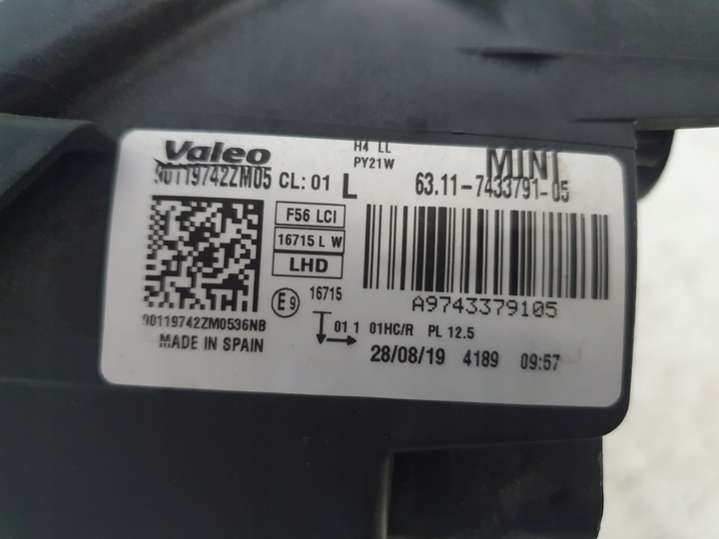 Valeo H4 LL
PY21W MINI
90119742ZM05 CL: 01 L 63.11-7433791-05
F56 LCI
16715 L W
LHD
E9 16715 A9743379105
90119742ZM0536NB 01 1 01HC/R PL 12.5
MADE IN SPAIN 28/08/19 4189 09:57